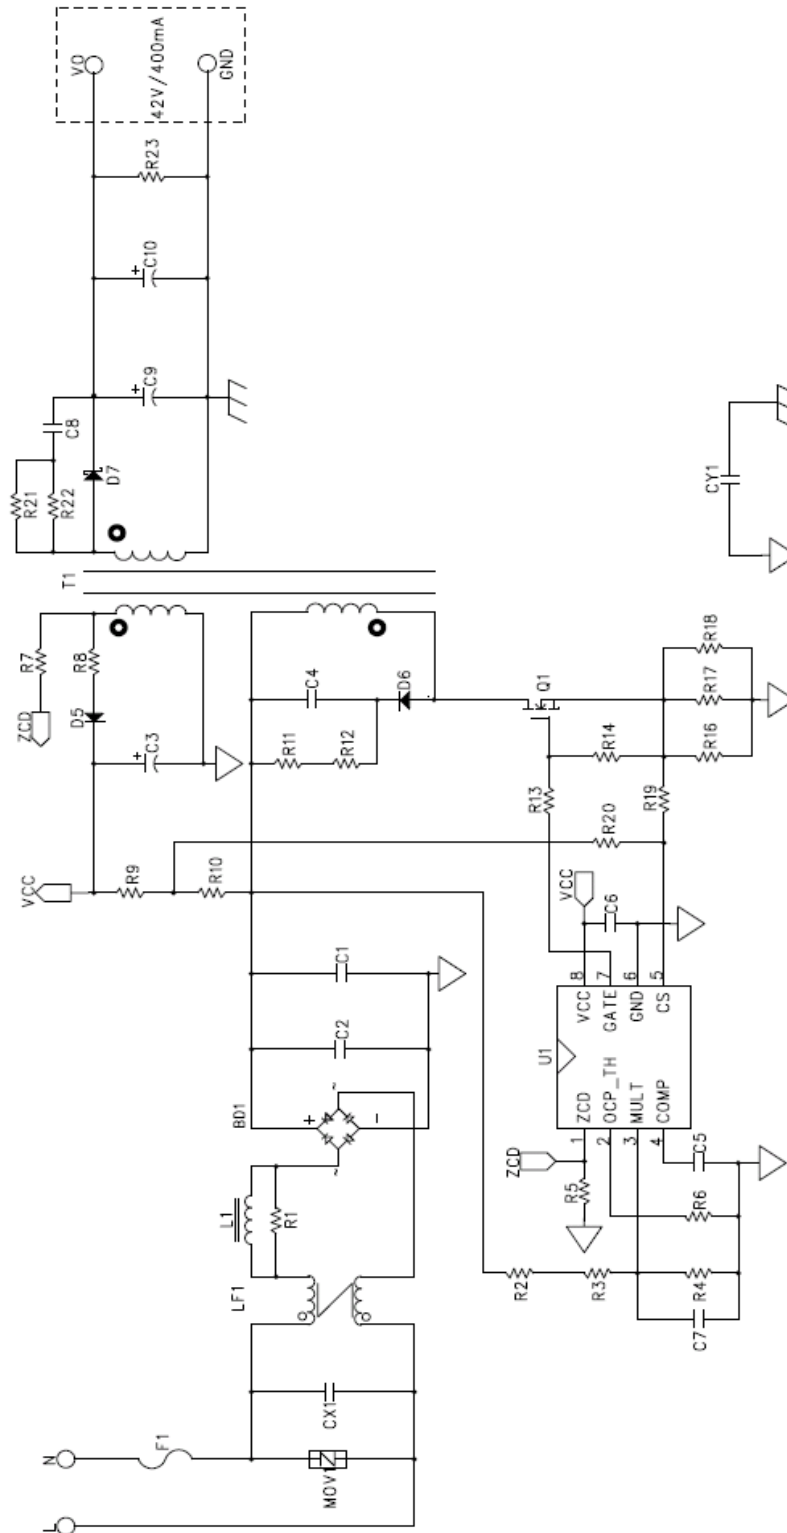 L
N
F1
MOV1
CX1
LF1
L1
R1
BD1
~
~
+
−
C2
C1
VCC
R9
R10
D5
+
C3
ZCD
R7
R8
T1
R11
R12
C4
D6
R21
R22
C8
D7
+
C9
+
C10
R23
VO
GND
42V/400mA
R2
R3
R4
C7
R6
C5
R5
ZCD
U1
1
2
3
4
ZCD
OCP_TH
MULT
COMP
VCC
GATE
GND
CS
8
7
6
5
VCC
C6
R20
R13
R19
R14
Q1
R16
R17
R18
CY1